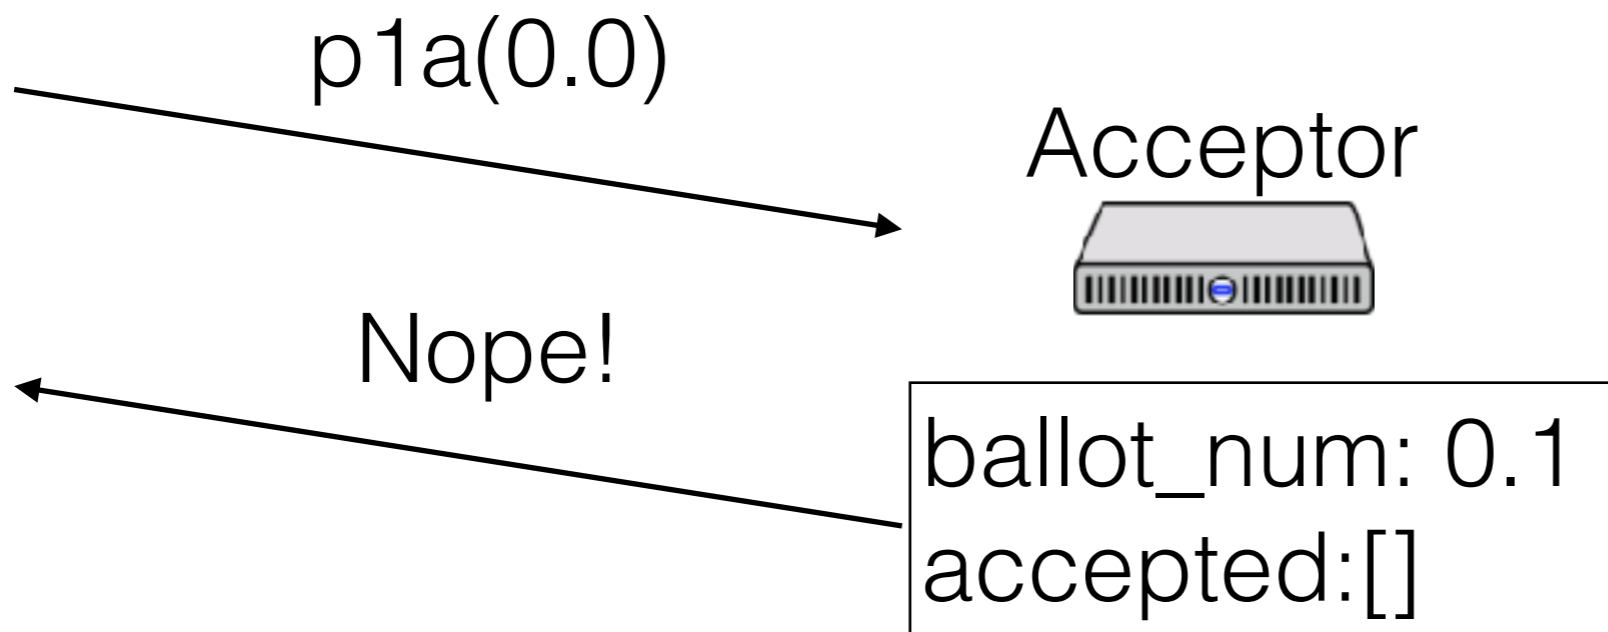 p1a(0.0)
Acceptor
Nope!
ballot_num: 0.1
accepted:[]